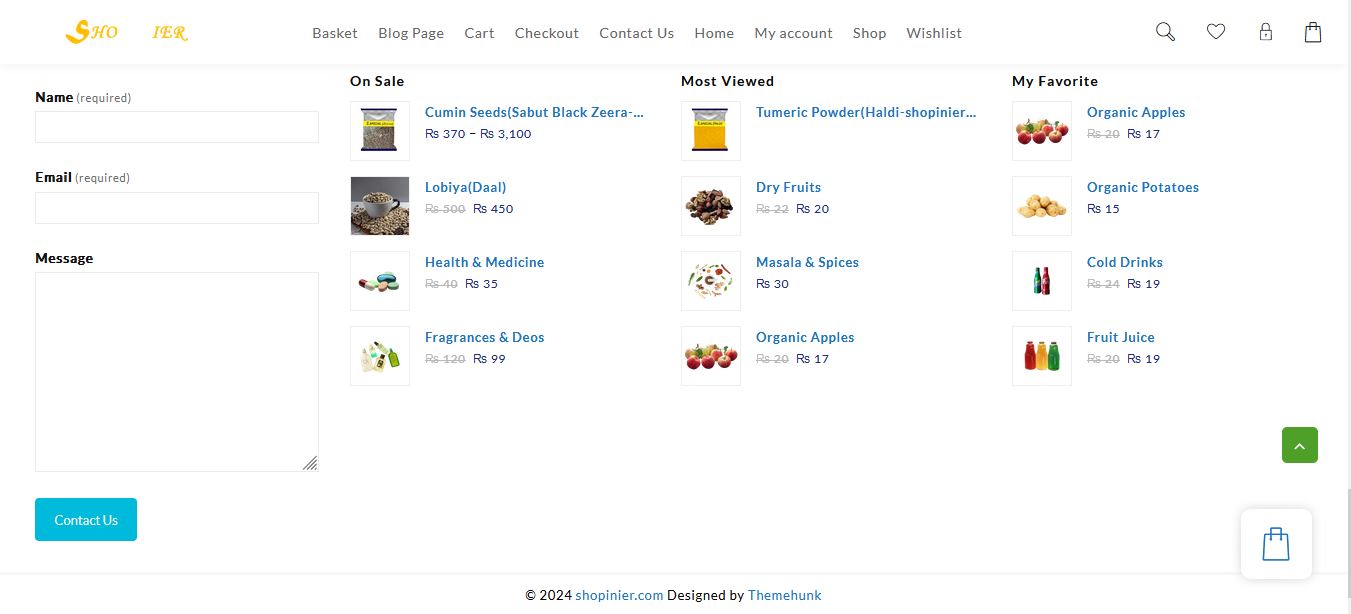 SHO IER
Basket Blog Page Cart Checkout Contact Us Home My account Shop Wishlist
Name (required)
Email (required)
Message
Contact Us
On Sale
Cumin Seeds(Sabut Black Zeera-...
₨ 370 – ₨ 3,100
Lobiya(Daal)
₨ 500 ₨ 450
Health & Medicine
₨ 40 ₨ 35
Fragrances & Deos
₨ 120 ₨ 99
Most Viewed
Tumeric Powder(Haldi-shopinier...
Dry Fruits
₨ 22 ₨ 20
Masala & Spices
₨ 30
Organic Apples
₨ 20 ₨ 17
My Favorite
Organic Apples
₨ 20 ₨ 17
Organic Potatoes
₨ 15
Cold Drinks
₨ 24 ₨ 19
Fruit Juice
₨ 20 ₨ 19
© 2024 shopinier.com Designed by Themehunk